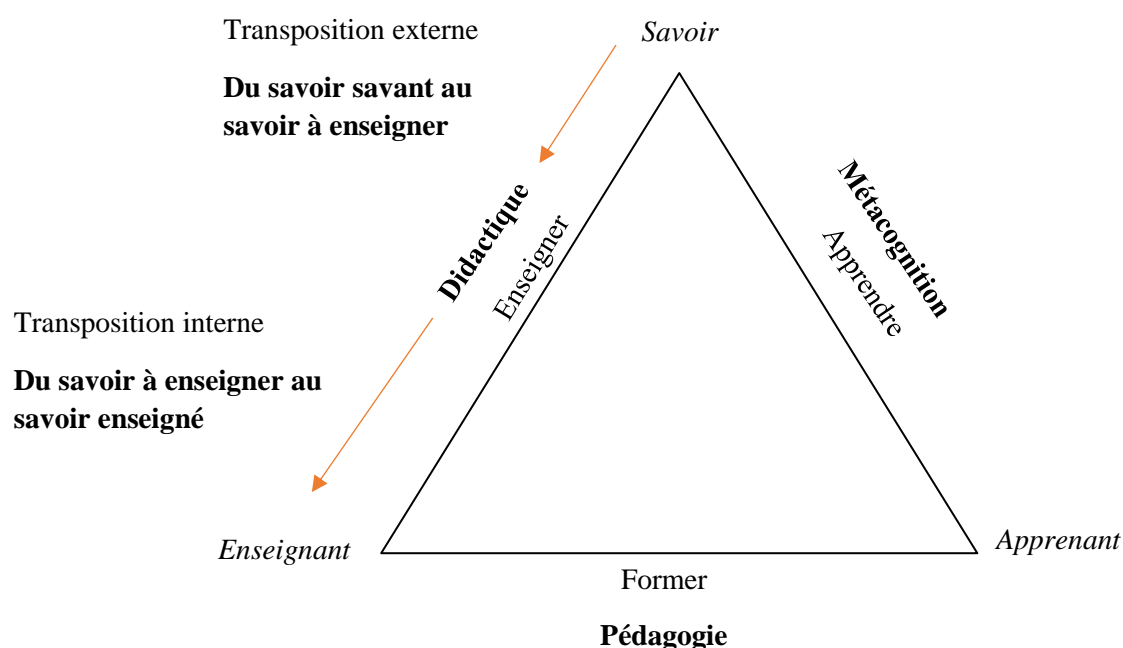 Transposition externe
Savoir
Du savoir savant au
savoir à enseigner
Didactique
Enseigner
Métacognition
Apprendre
Transposition interne
Du savoir à enseigner au
savoir enseigné
Enseignant
Apprenant
Former
Pédagogie